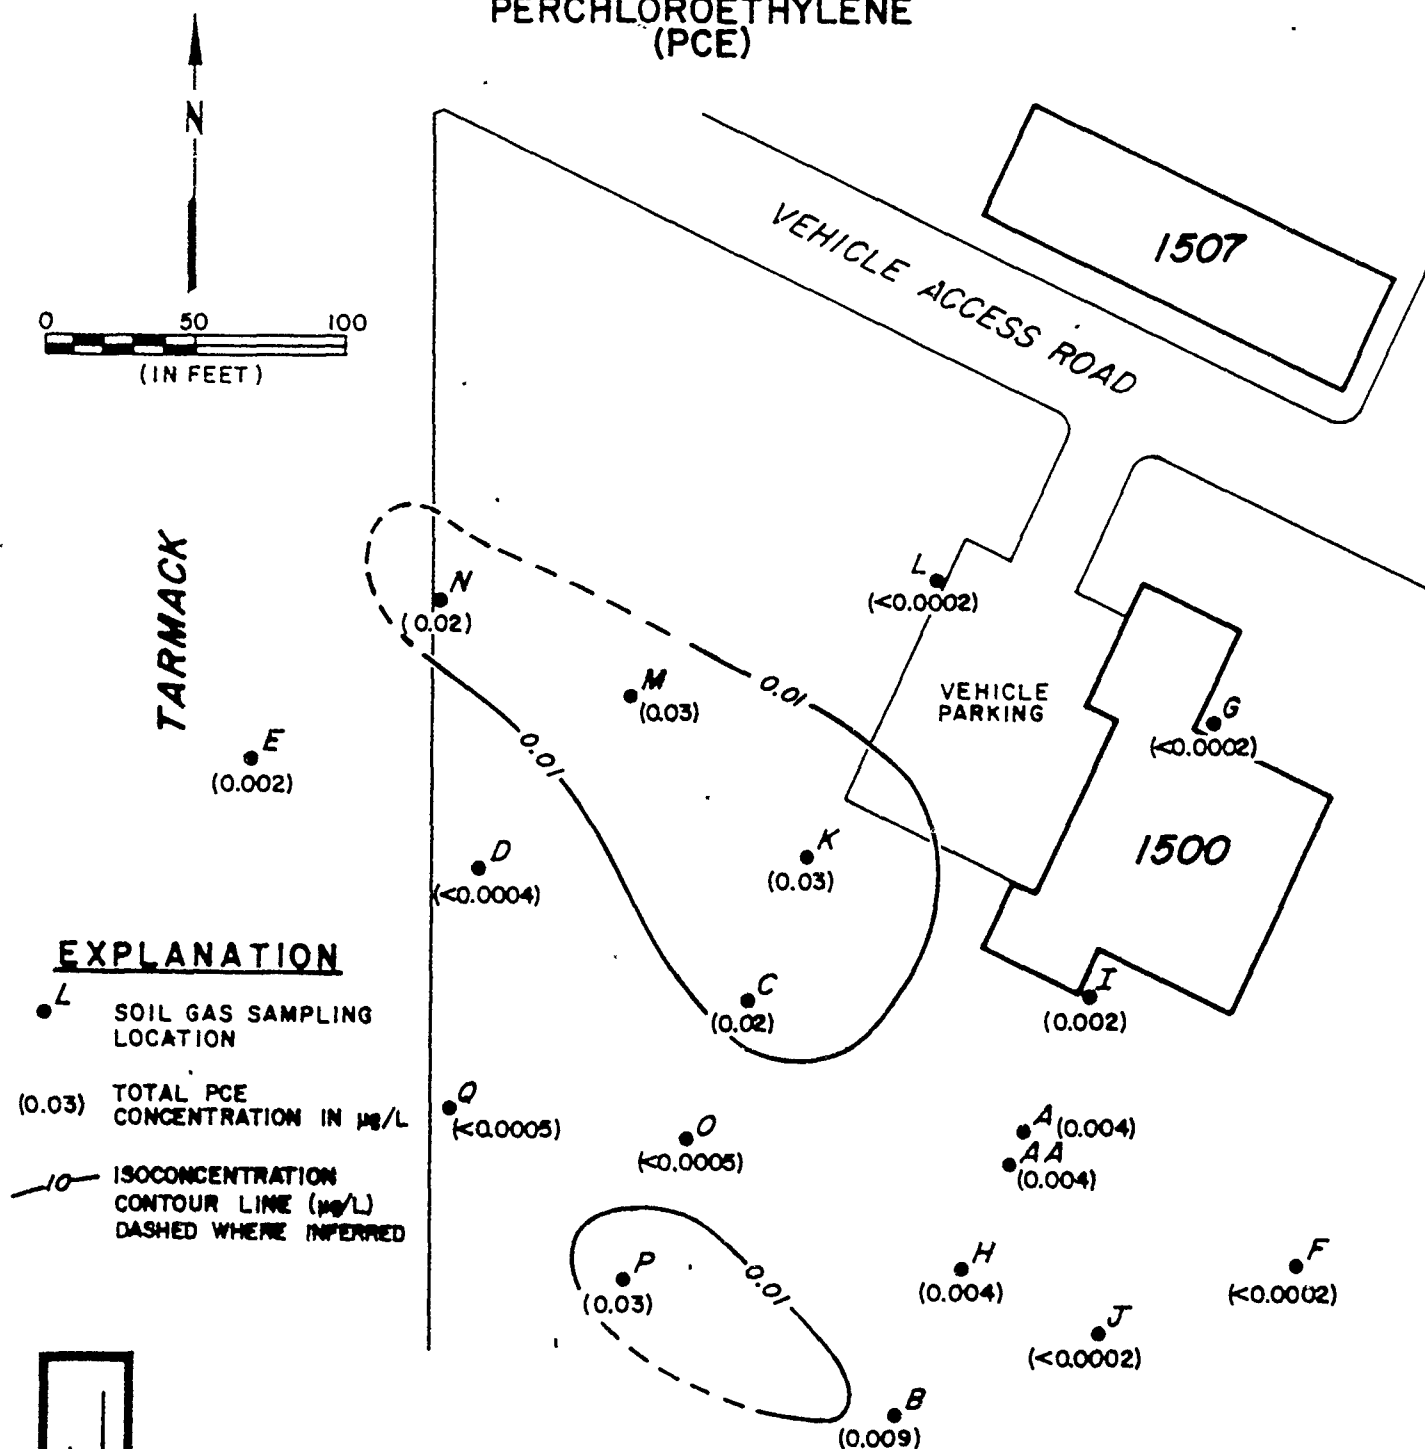 PERCHLOROETHYLENE
(PCE)
N
0 50 100
(IN FEET)
1507
VEHICLE ACCESS ROAD
TARMACK
N
(0.02)
L
(<0.0002)
M
(0.03)
0.01
VEHICLE
PARKING
G
(<0.0002)
E
(0.002)
0.01
D
(<0.0004)
K
(0.03)
1500
C
(0.02)
I
(0.002)
EXPLANATION
L
SOIL GAS SAMPLING
LOCATION
(0.03)
TOTAL PCE
CONCENTRATION IN µg/L
10
ISOCONCENTRATION
CONTOUR LINE (µg/L)
DASHED WHERE INFERRED
Q
(<0.0005)
O
(<0.0005)
A (0.004)
AA
(0.004)
P
(0.03)
0.01
H
(0.004)
F
(<0.0002)
J
(<0.0002)
B
(0.009)